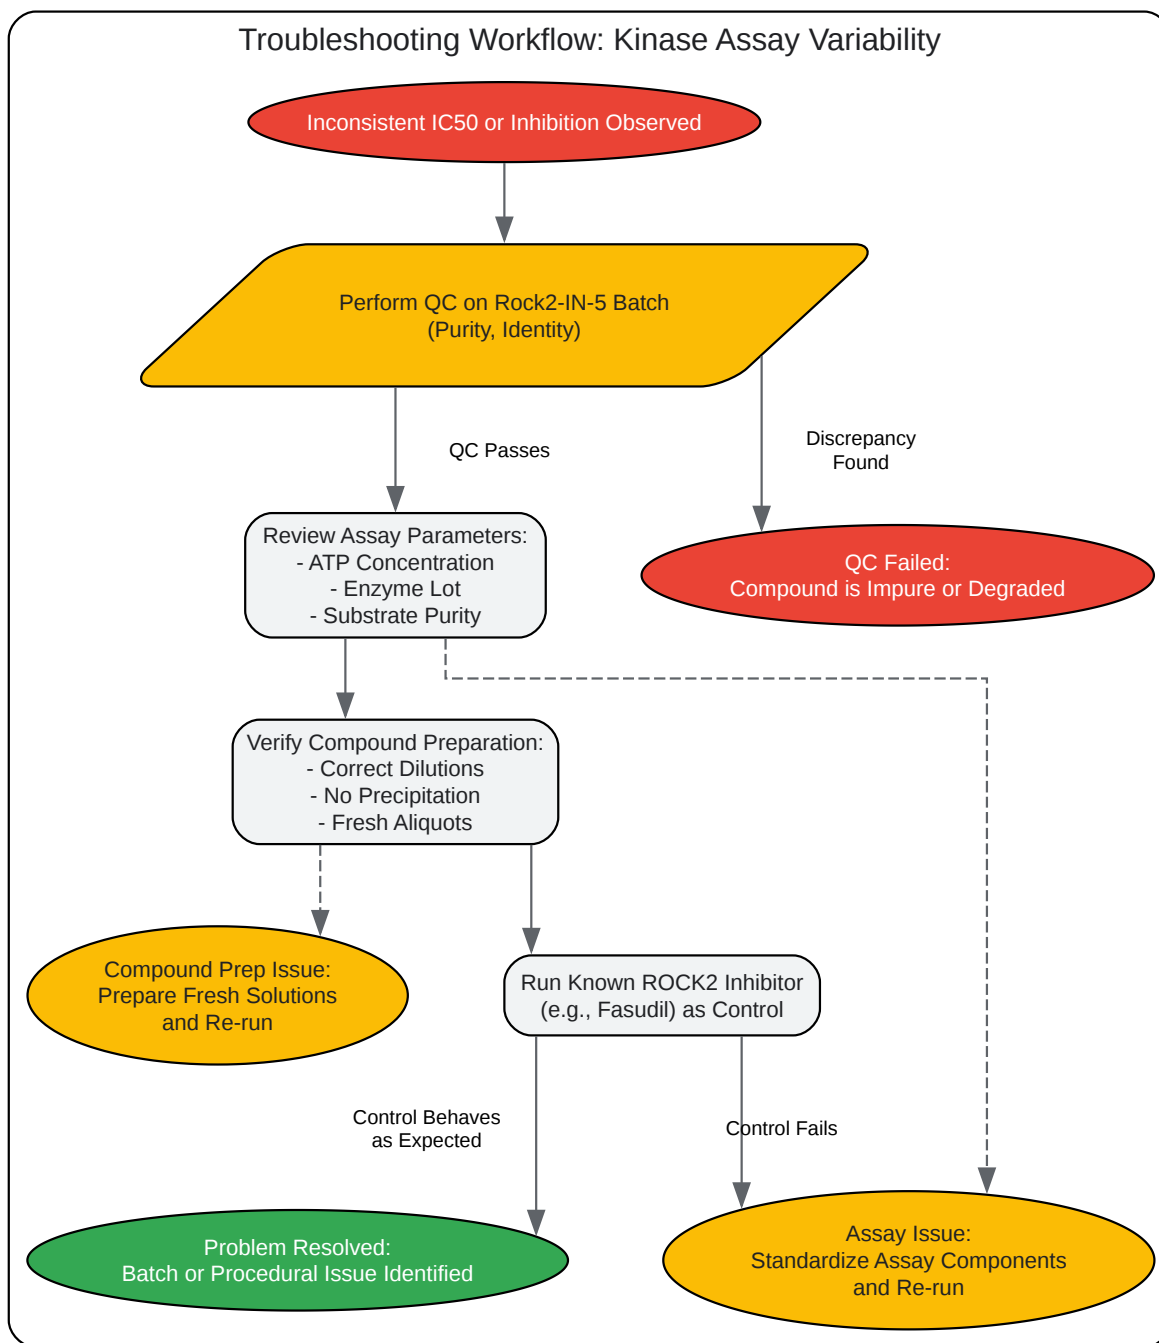 Troubleshooting Workflow: Kinase Assay Variability
Inconsistent IC50 or Inhibition Observed
Perform QC on Rock2-IN-5 Batch
(Purity, Identity)
QC Passes
Discrepancy
Found
Review Assay Parameters:
- ATP Concentration
- Enzyme Lot
- Substrate Purity
QC Failed:
Compound is Impure or Degraded
Verify Compound Preparation:
- Correct Dilutions
- No Precipitation
- Fresh Aliquots
Compound Prep Issue:
Prepare Fresh Solutions
and Re-run
Run Known ROCK2 Inhibitor
(e.g., Fasudil) as Control
Control Behaves
as Expected
Control Fails
Problem Resolved:
Batch or Procedural Issue Identified
Assay Issue:
Standardize Assay Components
and Re-run